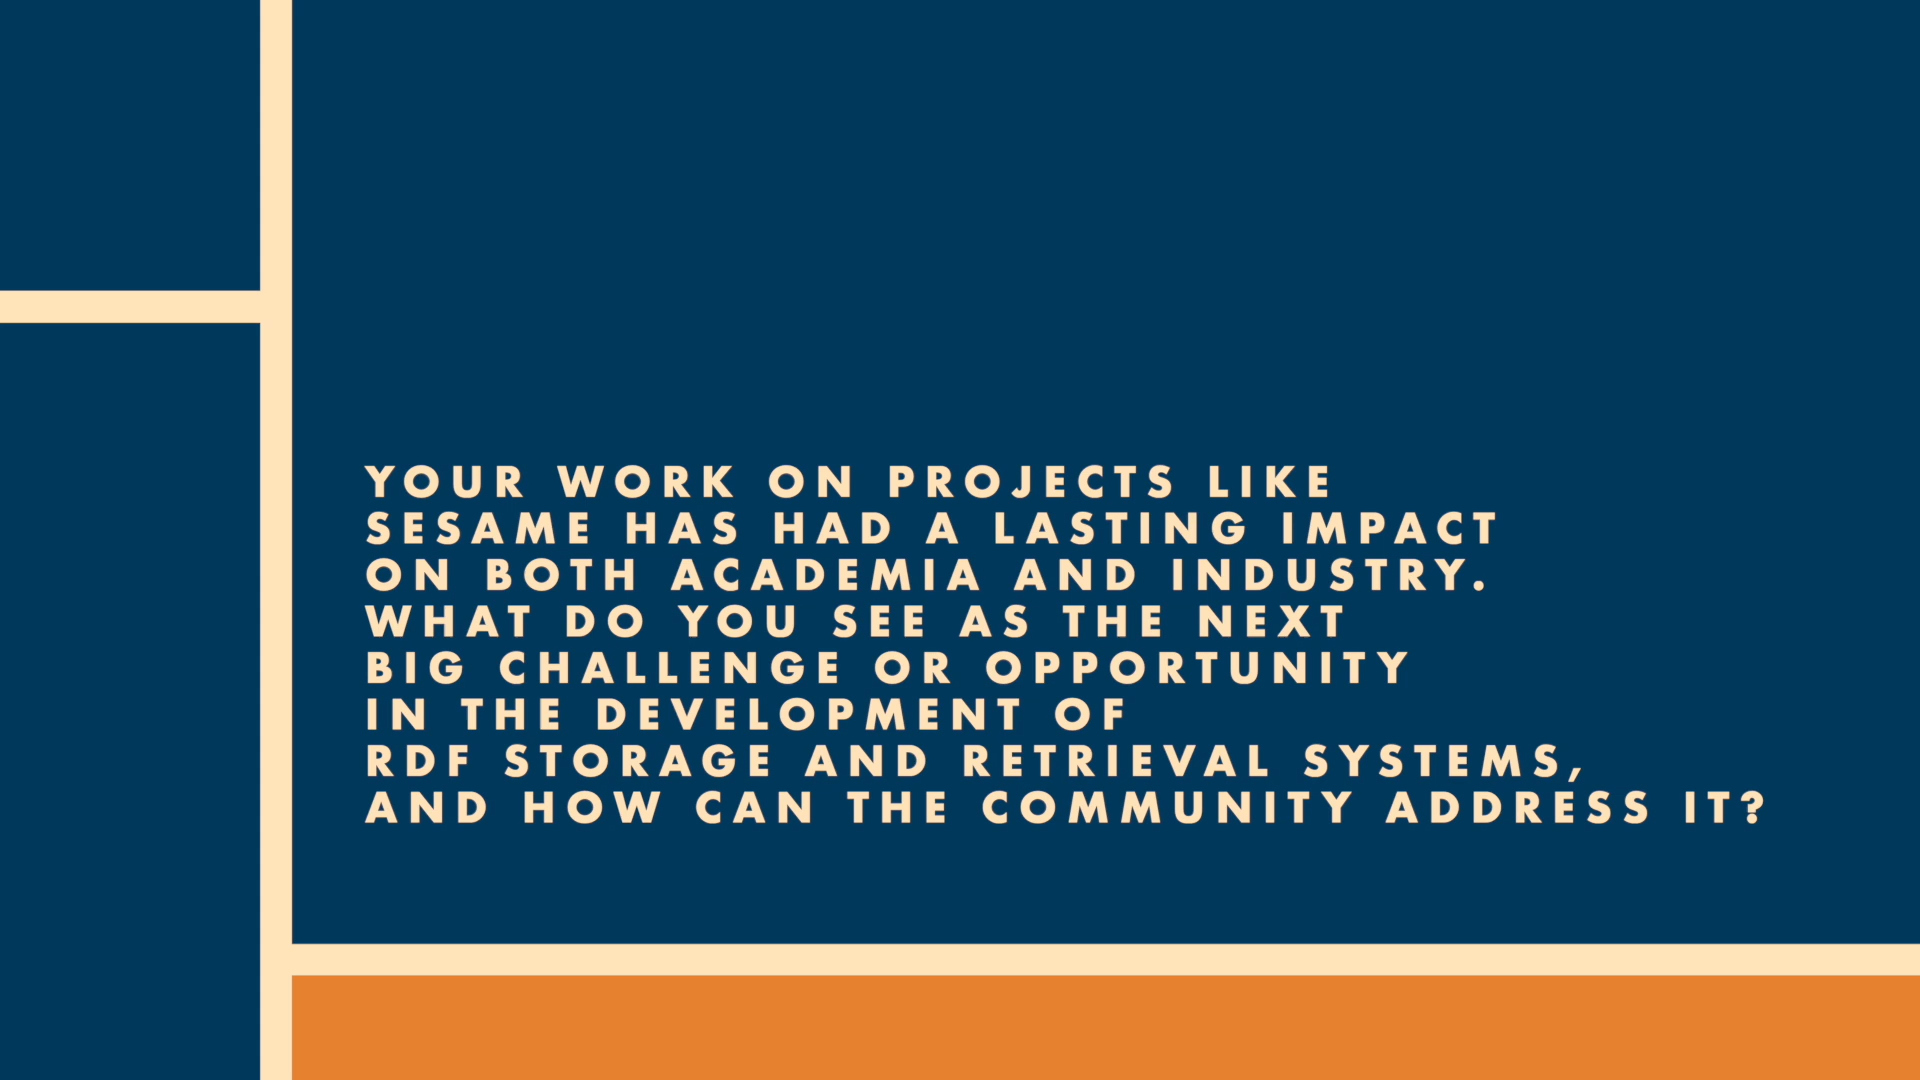 YOUR WORK ON PROJECTS LIKE
SESAME HAS HAD A LASTING IMPACT
ON BOTH ACADEMIA AND INDUSTRY.
WHAT DO YOU SEE AS THE NEXT
BIG CHALLENGE OR OPPORTUNITY
IN THE DEVELOPMENT OF
RDF STORAGE AND RETRIEVAL SYSTEMS,
AND HOW CAN THE COMMUNITY ADDRESS IT?